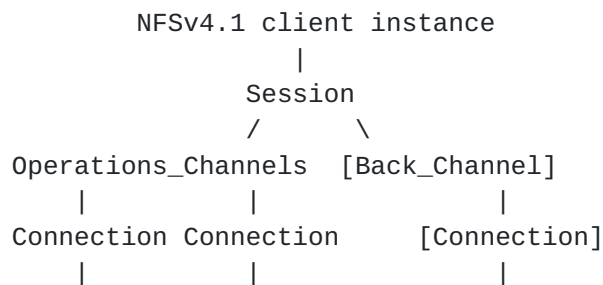 NFSv4.1 client instance
|
Session
/ \
Operations_Channels [Back_Channel]
| | |
Connection Connection [Connection]
| | |